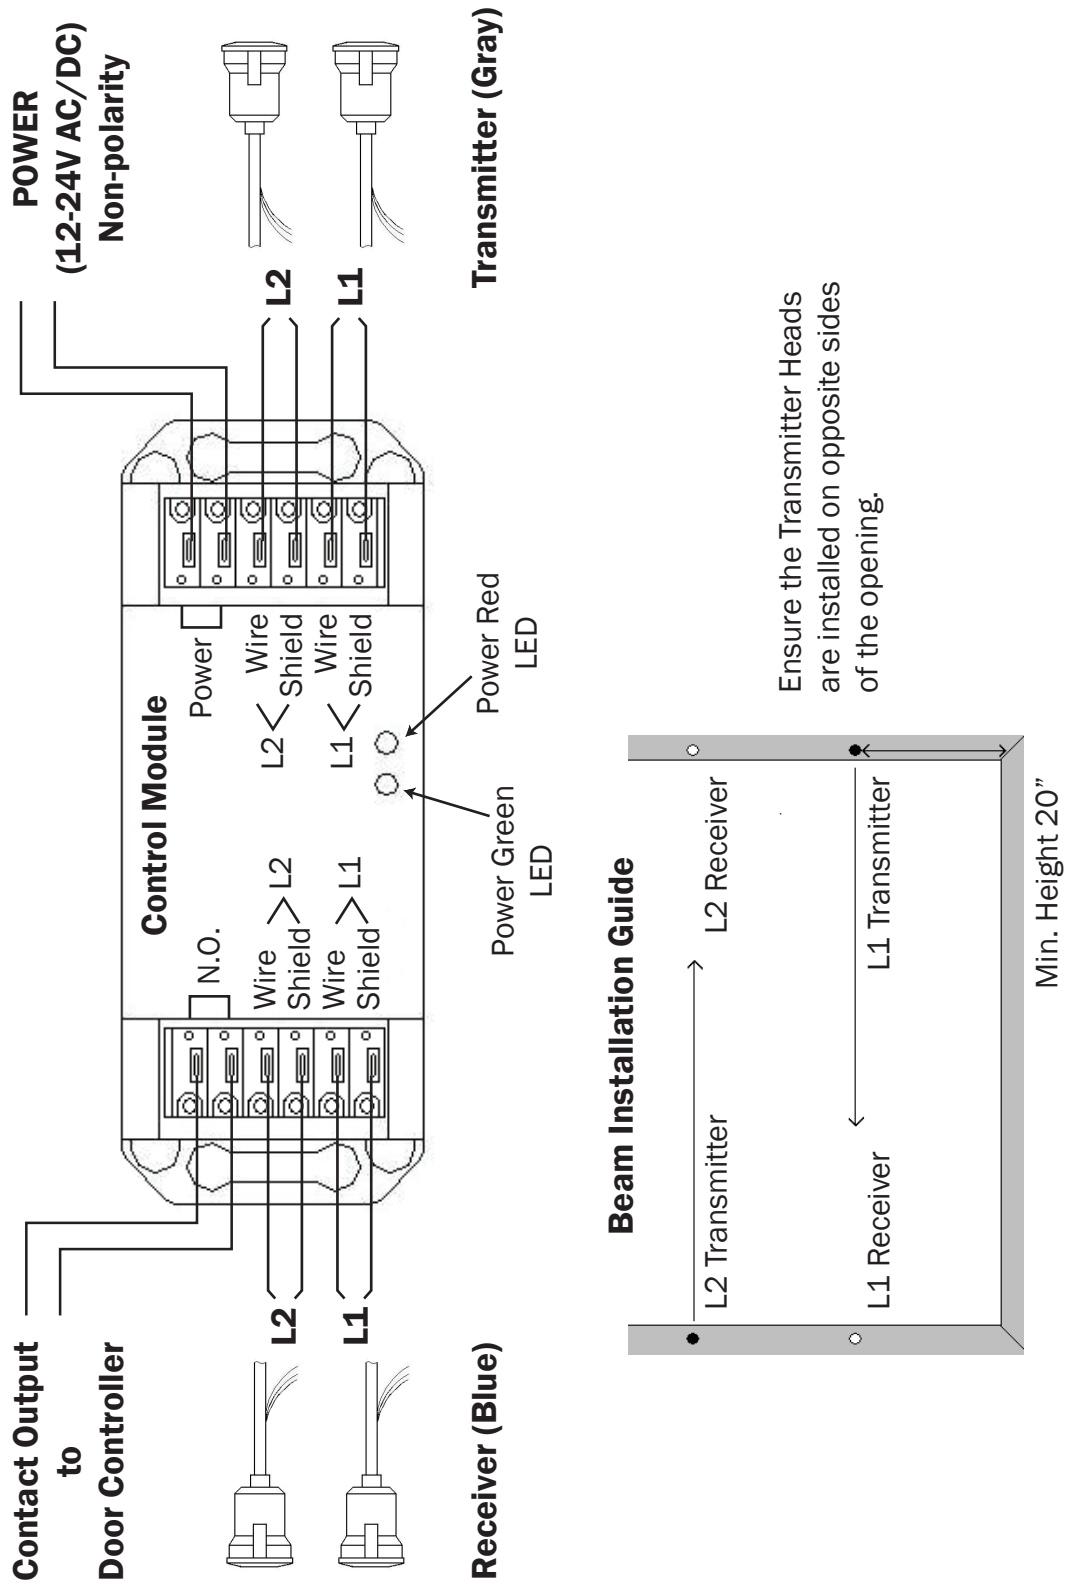 Contact Output
to
Door Controller
POWER
(12-24V AC/DC)
Non-polarity
Control Module
N.O.
Power
Wire
Shield
L2
Wire
Shield
L1
L2
Wire
Shield
L1
Wire
Shield
L2
L1
L2
L1
Power Green
LED
Power Red
LED
Receiver (Blue)
Transmitter (Gray)
Beam Installation Guide
L2 Transmitter
L2 Receiver
L1 Receiver
L1 Transmitter
Min. Height 20”
Ensure the Transmitter Heads
are installed on opposite sides
of the opening.